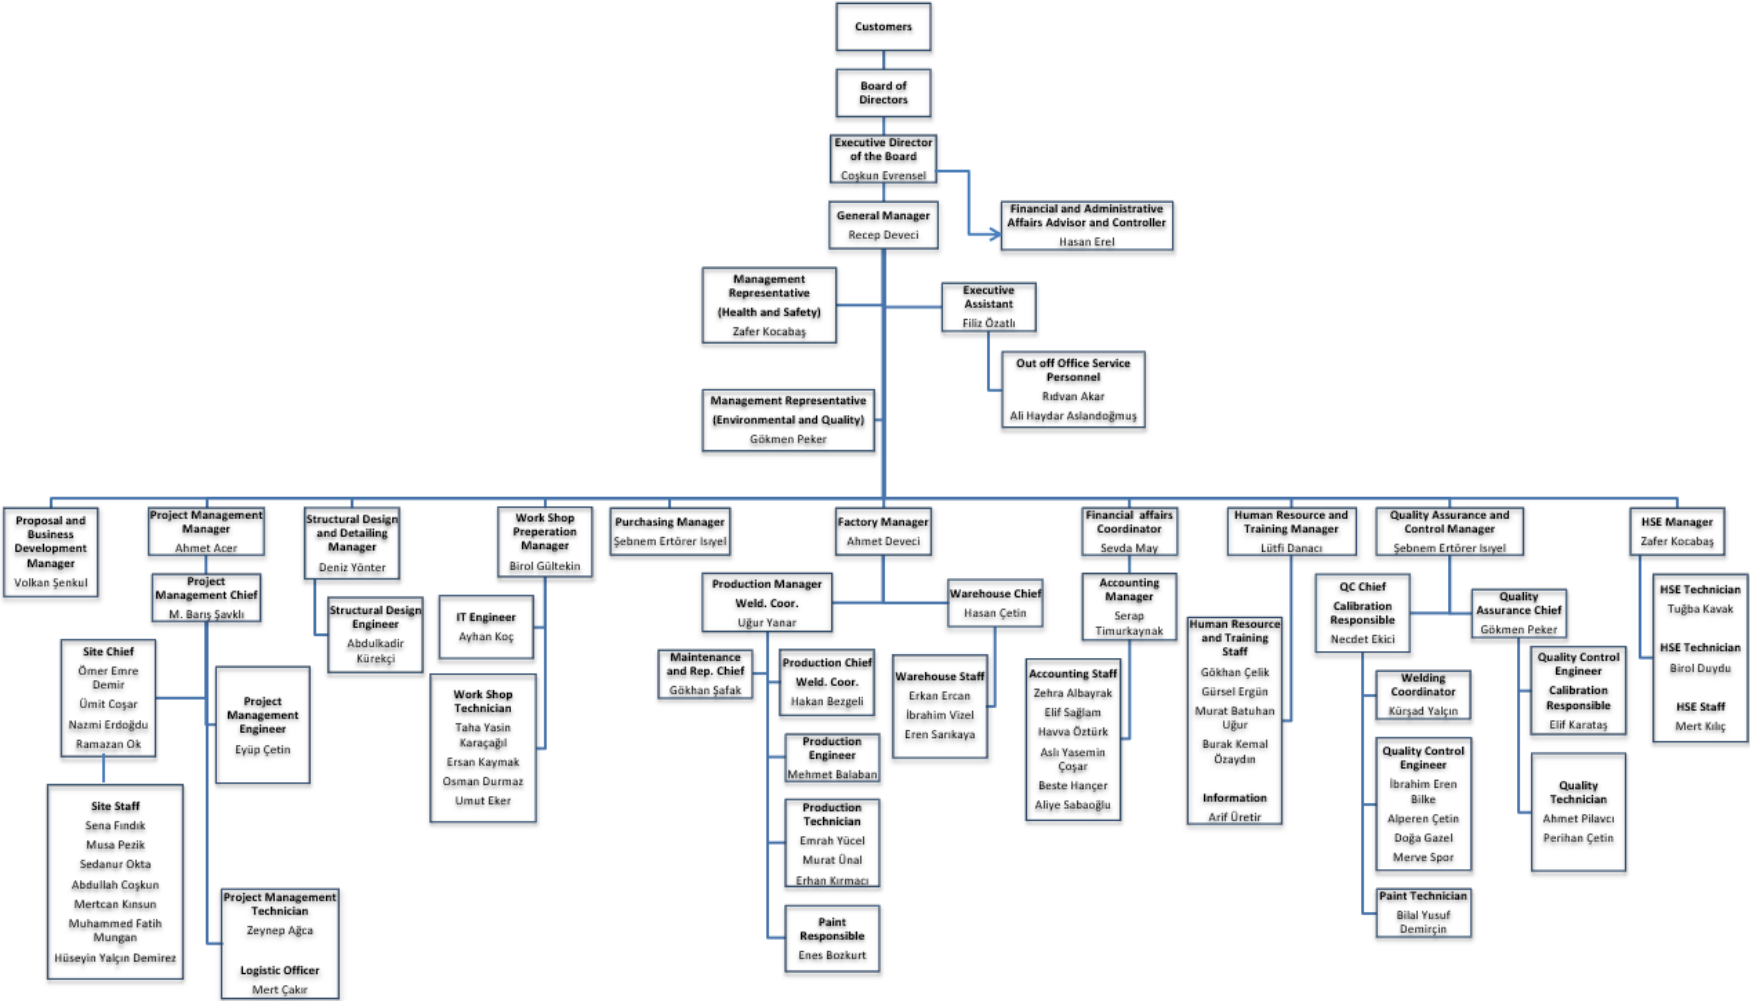 Customers
Board of
Directors
Executive Director
of the Board
Coşkun Evrensel
General Manager
Recep Deveci
Financial and Administrative
Affairs Advisor and Controller
Hasan Erel
Management
Representative
(Health and Safety)
Zafer Kocabaş
Executive
Assistant
Filiz Özatlı
Out off Office Service
Personnel
Rıdvan Akar
Ali Haydar Aslandoğmuş
Management Representative
(Environmental and Quality)
Gökmen Peker
Proposal and
Business
Development
Manager
Volkan Şenkul
Project Management
Manager
Ahmet Acer
Project
Management Chief
M. Barış Şavklı
Site Chief
Ömer Emre
Demir
Ümit Coşar
Nazmi Erdoğdu
Ramazan Ok
Project
Management
Engineer
Eyüp Çetin
Site Staff
Sena Fındık
Musa Pezik
Sedanur Okta
Abdullah Coşkun
Mertcan Kınsun
Muhammed Fatih
Mungan
Hüseyin Yalçın Demirez
Project Management
Technician
Zeynep Ağca
Logistic Officer
Mert Çakır
Structural Design
and Detailing
Manager
Deniz Yönter
Structural Design
Engineer
Abdulkadir
Kürekçi
Work Shop
Preperation
Manager
Birol Gültekin
IT Engineer
Ayhan Koç
Work Shop
Technician
Taha Yasin
Karaçağıl
Ersan Kaymak
Osman Durmaz
Umut Eker
Purchasing Manager
Şebnem Ertörer Isıyel
Factory Manager
Ahmet Deveci
Production Manager
Weld. Coor.
Uğur Yanar
Warehouse Chief
Hasan Çetin
Maintenance
and Rep. Chief
Gökhan Şafak
Production Chief
Weld. Coor.
Hakan Bezgeli
Warehouse Staff
Erkan Ercan
İbrahim Vizel
Eren Sarıkaya
Production
Engineer
Mehmet Balaban
Production
Technician
Emrah Yücel
Murat Ünal
Erhan Kırmacı
Paint
Responsible
Enes Bozkurt
Financial affairs
Coordinator
Sevda May
Accounting
Manager
Serap
Timurkaynak
Accounting Staff
Zehra Albayrak
Elif Sağlam
Havva Öztürk
Aslı Yasemin
Çoşar
Beste Hançer
Aliye Sabaoğlu
Human Resource and
Training Manager
Lütfi Danacı
Human Resource
and Training
Staff
Gökhan Çelik
Gürsel Ergün
Murat Batuhan
Uğur
Burak Kemal
Özaydın
Information
Arif Üretir
Quality Assurance and
Control Manager
Şebnem Ertörer Isıyel
QC Chief
Calibration
Responsible
Necdet Ekici
Quality
Assurance Chief
Gökmen Peker
Welding
Coordinator
Kürşad Yalçın
Quality Control
Engineer
İbrahim Eren
Bilke
Alperen Çetin
Doğa Gazel
Merve Spor
Paint Technician
Bilal Yusuf
Demirçin
Quality Control
Engineer
Calibration
Responsible
Elif Karataş
Quality
Technician
Ahmet Pilavcı
Perihan Çetin
HSE Manager
Zafer Kocabaş
HSE Technician
Tuğba Kavak
HSE Technician
Birol Duydu
HSE Staff
Mert Kılıç